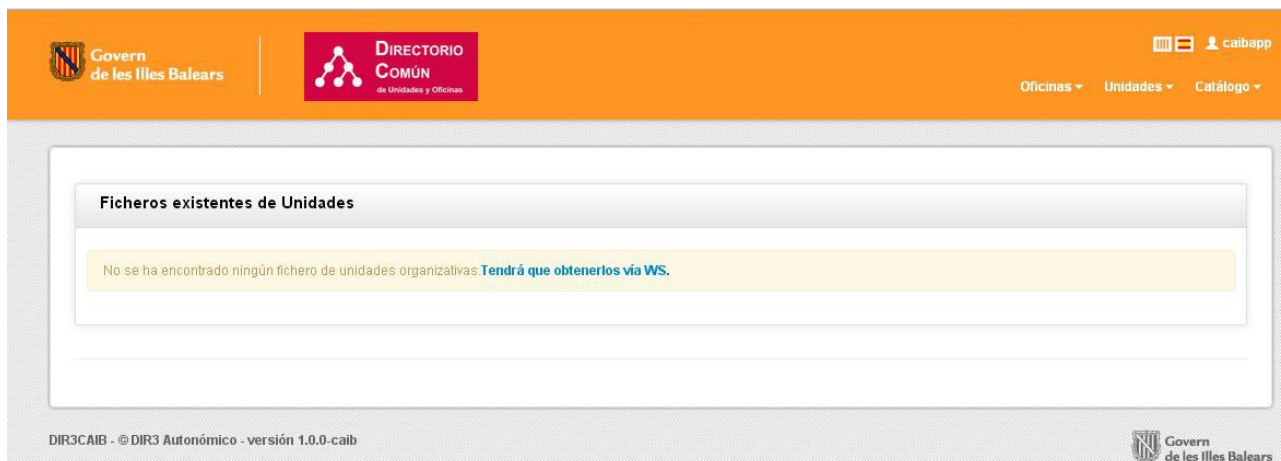 Govern
de les Illes Balears
DIRECTORIO
COMÚN
de Unidades y Oficinas
caibapp
Oficinas Unidades Catálogo
Ficheros existentes de Unidades
No se ha encontrado ningún fichero de unidades organizativas.Tendrá que obtenerlos vía WS.
DIR3CAIB - © DIR3 Autonómico - versión 1.0.0-caib
Govern
de les Illes Balears